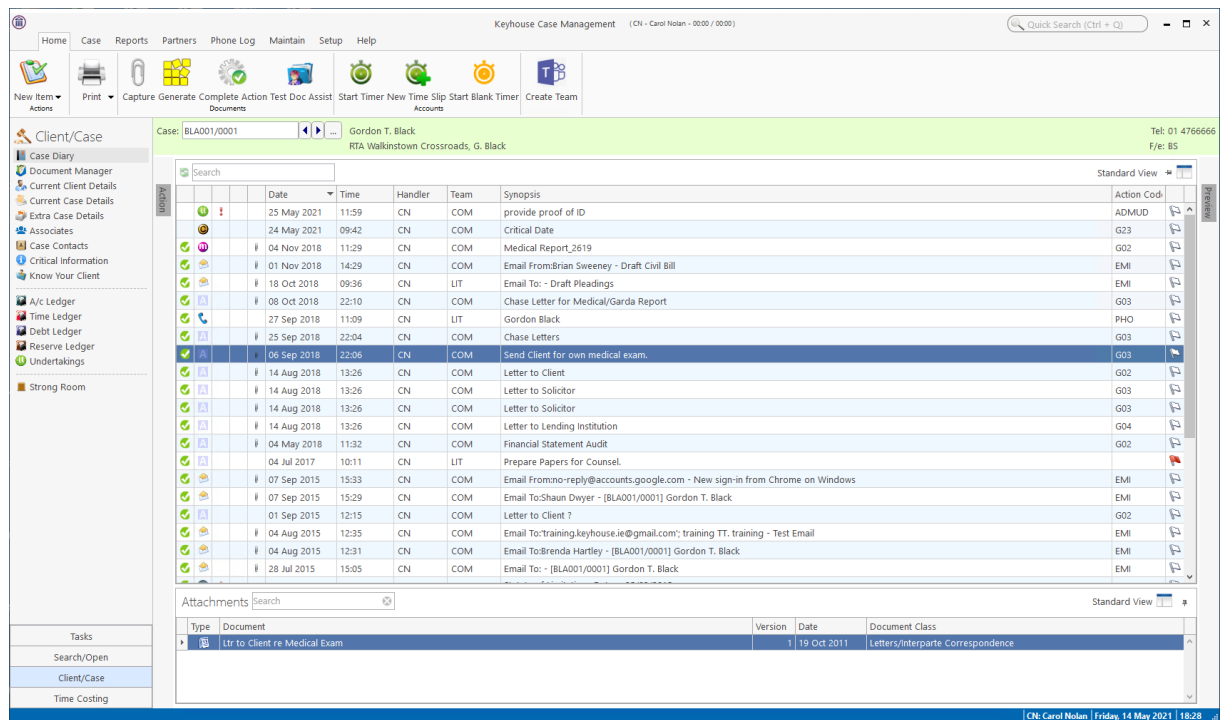 Keyhouse Case Management (CN - Carol Nolan - 00:00 / 00:00)
Quick Search (Ctrl + Q)
Home Case Reports Partners Phone Log Maintain Setup Help
New Item Print Capture Generate Complete Action Test Doc Assist Start Timer New Time Slip Start Blank Timer Create Team
Actions Documents Accounts
Client/Case
Case Diary
Document Manager
Current Client Details
Current Case Details
Extra Case Details
Associates
Case Contacts
Critical Information
Know Your Client
A/c Ledger
Time Ledger
Debt Ledger
Reserve Ledger
Undertakings
Strong Room
Tasks
Search/Open
Client/Case
Time Costing
Case: BLA001/0001 ... Gordon T. Black Tel: 01 4766666
RTA Walkinstown Crossroads, G. Black F/e: BS
Action
Preview
Search Standard View
Date Time Handler Team Synopsis Action Code
25 May 2021 11:59 CN COM provide proof of ID ADMUD
24 May 2021 09:42 CN COM Critical Date G23
04 Nov 2018 11:29 CN COM Medical Report_2619 G02
01 Nov 2018 14:29 CN COM Email From:Brian Sweeney - Draft Civil Bill EMI
18 Oct 2018 09:36 CN LIT Email To: - Draft Pleadings EMI
08 Oct 2018 22:10 CN COM Chase Letter for Medical/Garda Report G03
27 Sep 2018 11:09 CN LIT Gordon Black PHO
25 Sep 2018 22:04 CN COM Chase Letters G03
06 Sep 2018 22:06 CN COM Send Client for own medical exam. G03
14 Aug 2018 13:26 CN COM Letter to Client G02
14 Aug 2018 13:26 CN COM Letter to Solicitor G03
14 Aug 2018 13:26 CN COM Letter to Solicitor G03
14 Aug 2018 13:26 CN COM Letter to Lending Institution G04
04 May 2018 11:32 CN COM Financial Statement Audit G02
04 Jul 2017 10:11 CN LIT Prepare Papers for Counsel.
07 Sep 2015 15:33 CN COM Email From:no-reply@accounts.google.com - New sign-in from Chrome on Windows EMI
07 Sep 2015 15:29 CN COM Email To:Shaun Dwyer - [BLA001/0001] Gordon T. Black EMI
01 Sep 2015 12:15 CN COM Letter to Client ? G02
04 Aug 2015 12:35 CN COM Email To:'training.keyhouse.ie@gmail.com'; training TT. training - Test Email EMI
04 Aug 2015 12:31 CN COM Email To:Brenda Hartley - [BLA001/0001] Gordon T. Black EMI
28 Jul 2015 15:05 CN COM Email To: - [BLA001/0001] Gordon T. Black EMI
Attachments Search Standard View
Type Document Version Date Document Class
Ltr to Client re Medical Exam 1 19 Oct 2011 Letters/Interparte Correspondence
CN: Carol Nolan Friday, 14 May 2021 18:28